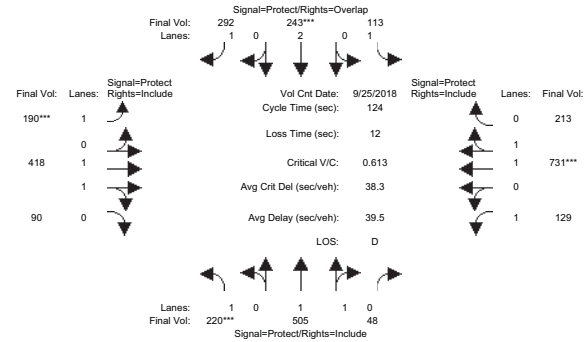 Signal=Protect/Rights=Overlap
Final Vol: 292 243*** 113
Lanes: 1 0 2 0 1
Signal=Protect Signal=Protect
Final Vol: Lanes: Rights=Include Vol Cnt Date: 9/25/2018 Rights=Include Lanes: Final Vol:
Cycle Time (sec): 124
190*** 1 0 213
Loss Time (sec): 12
0 1
418 1 Critical V/C: 0.613 1 731***
1 Avg Crit Del (sec/veh): 38.3 0
90 0 Avg Delay (sec/veh): 39.5 1 129
LOS: D
Lanes: 1 0 1 1 0
Final Vol: 220*** 505 48
Signal=Protect/Rights=Include